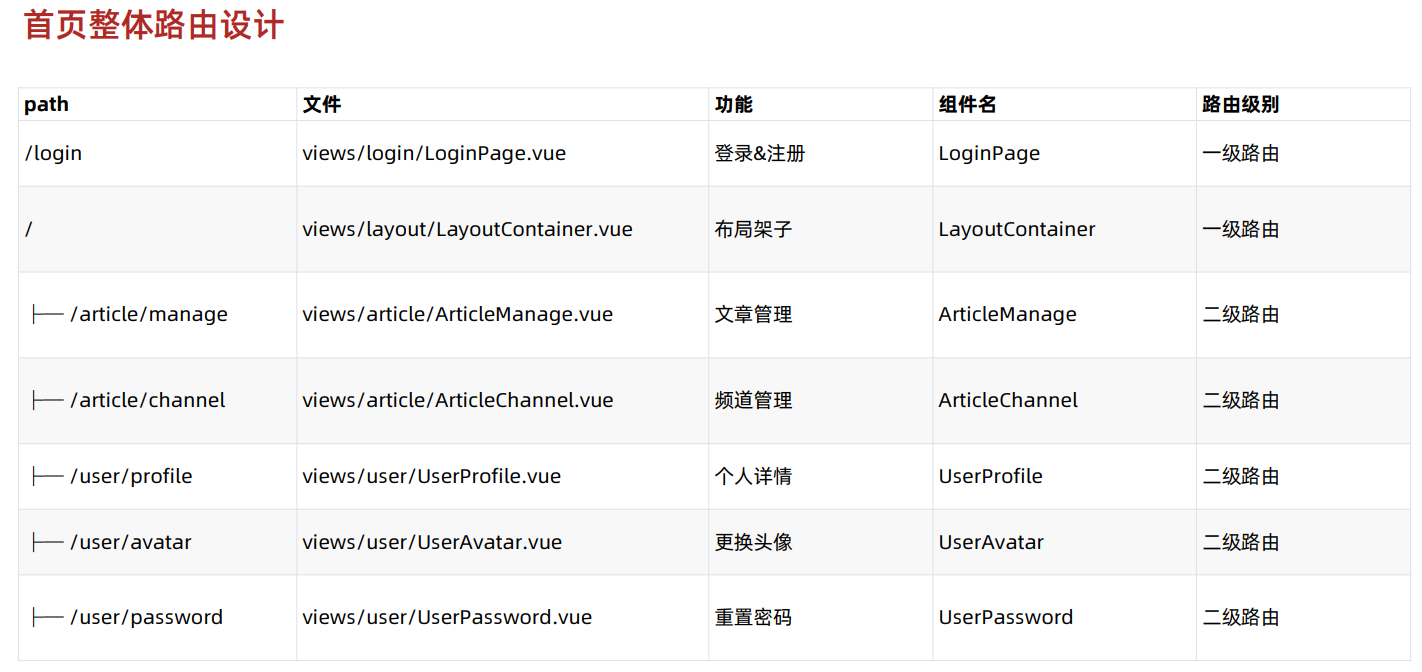 首页整体路由设计
path 文件 功能 组件名 路由级别
/login views/login/LoginPage.vue 登录&注册 LoginPage 一级路由
/ views/layout/LayoutContainer.vue 布局架子 LayoutContainer 一级路由
├── /article/manage views/article/ArticleManage.vue 文章管理 ArticleManage 二级路由
├── /article/channel views/article/ArticleChannel.vue 频道管理 ArticleChannel 二级路由
├── /user/profile views/user/UserProfile.vue 个人详情 UserProfile 二级路由
├── /user/avatar views/user/UserAvatar.vue 更换头像 UserAvatar 二级路由
├── /user/password views/user/UserPassword.vue 重置密码 UserPassword 二级路由